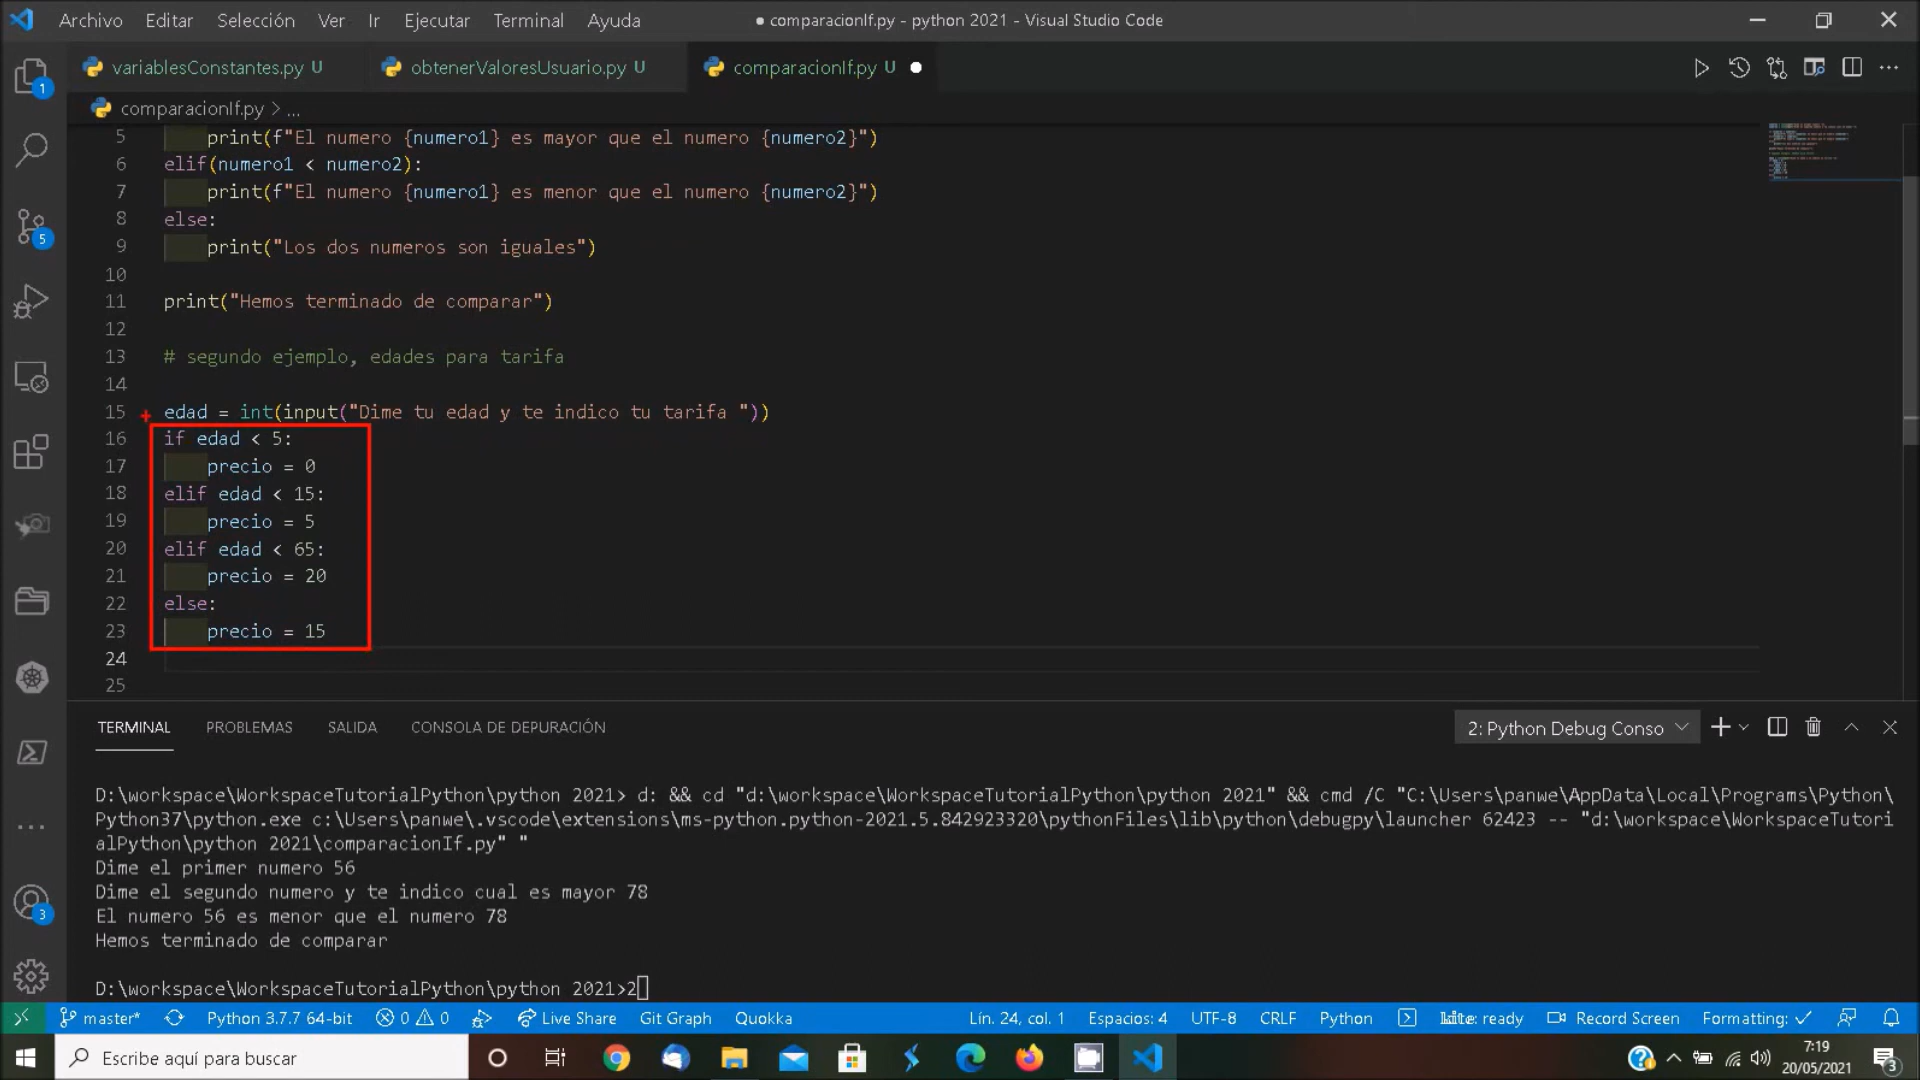 Archivo Editar Selección Ver Ir Ejecutar Terminal Ayuda
● comparacionIf.py - python 2021 - Visual Studio Code
variablesConstantes.py U
obtenerValoresUsuario.py U
comparacionIf.py U ●
comparacionIf.py > ...
5 print(f"El numero {numero1} es mayor que el numero {numero2}")
6 elif(numero1 < numero2):
7 print(f"El numero {numero1} es menor que el numero {numero2}")
8 else:
9 print("Los dos numeros son iguales")
10
11 print("Hemos terminado de comparar")
12
13 # segundo ejemplo, edades para tarifa
14
15 edad = int(input("Dime tu edad y te indico tu tarifa "))
16 if edad < 5:
17 precio = 0
18 elif edad < 15:
19 precio = 5
20 elif edad < 65:
21 precio = 20
22 else:
23 precio = 15
24
25
1
5
3
TERMINAL PROBLEMAS SALIDA CONSOLA DE DEPURACIÓN
2: Python Debug Conso
D:\workspace\WorkspaceTutorialPython\python 2021> d: && cd "d:\workspace\WorkspaceTutorialPython\python 2021" && cmd /C "C:\Users\panwe\AppData\Local\Programs\Python\
Python37\python.exe c:\Users\panwe\.vscode\extensions\ms-python.python-2021.5.842923320\pythonFiles\lib\python\debugpy\launcher 62423 -- "d:\workspace\WorkspaceTutori
alPython\python 2021\comparacionIf.py" "
Dime el primer numero 56
Dime el segundo numero y te indico cual es mayor 78
El numero 56 es menor que el numero 78
Hemos terminado de comparar
D:\workspace\WorkspaceTutorialPython\python 2021>2
master* Python 3.7.7 64-bit 0 0 Live Share Git Graph Quokka
Lín. 24, col. 1 Espacios: 4 UTF-8 CRLF Python ready Record Screen Formatting: ✓
Escribe aquí para buscar
7:19
20/05/2021
3